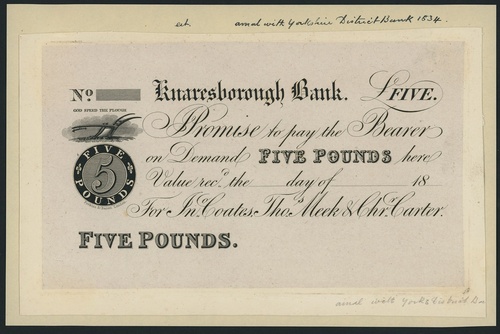 est amal with Yorkshire District Bank 1834.
No Knaresborough Bank. £FIVE.
GOD SPEED THE PLOUGH
Promise to pay the Bearer
on Demand FIVE POUNDS here
FIVE 5 POUNDS
Value recd. the day of 18
For Jno. Coates, Thos. Meek & Chr. Carter.
FIVE POUNDS.
amal with Yorks District